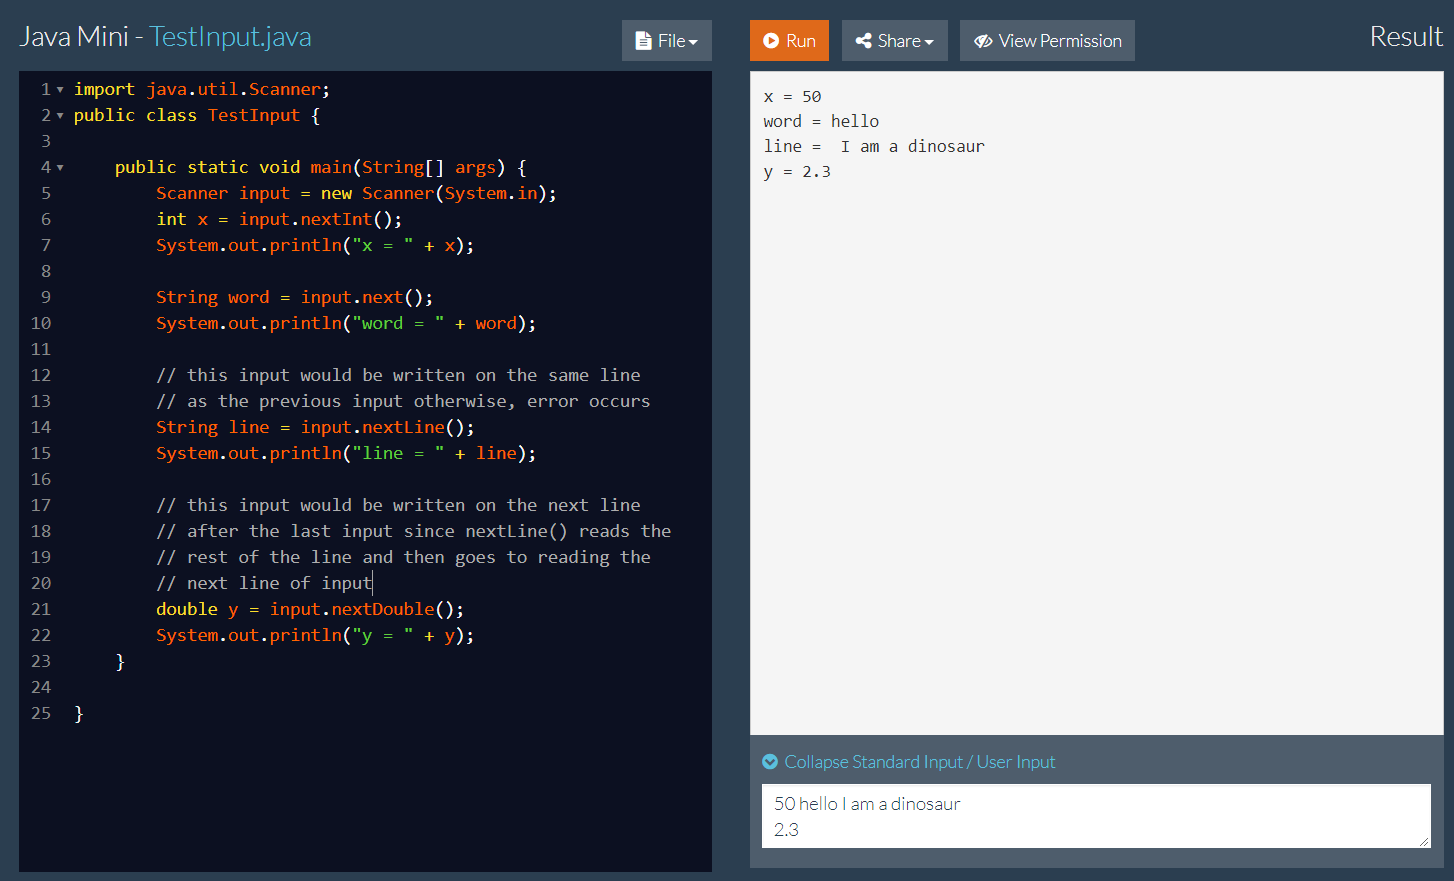 Java Mini - TestInput.java
File
Run
Share
View Permission
Result
1 import java.util.Scanner;
2 public class TestInput {
3
4     public static void main(String[] args) {
5         Scanner input = new Scanner(System.in);
6         int x = input.nextInt();
7         System.out.println("x = " + x);
8
9         String word = input.next();
10         System.out.println("word = " + word);
11
12         // this input would be written on the same line
13         // as the previous input otherwise, error occurs
14         String line = input.nextLine();
15         System.out.println("line = " + line);
16
17         // this input would be written on the next line
18         // after the last input since nextLine() reads the
19         // rest of the line and then goes to reading the
20         // next line of input
21         double y = input.nextDouble();
22         System.out.println("y = " + y);
23     }
24
25 }
x = 50
word = hello
line =  I am a dinosaur
y = 2.3
Collapse Standard Input / User Input
50 hello I am a dinosaur
2.3